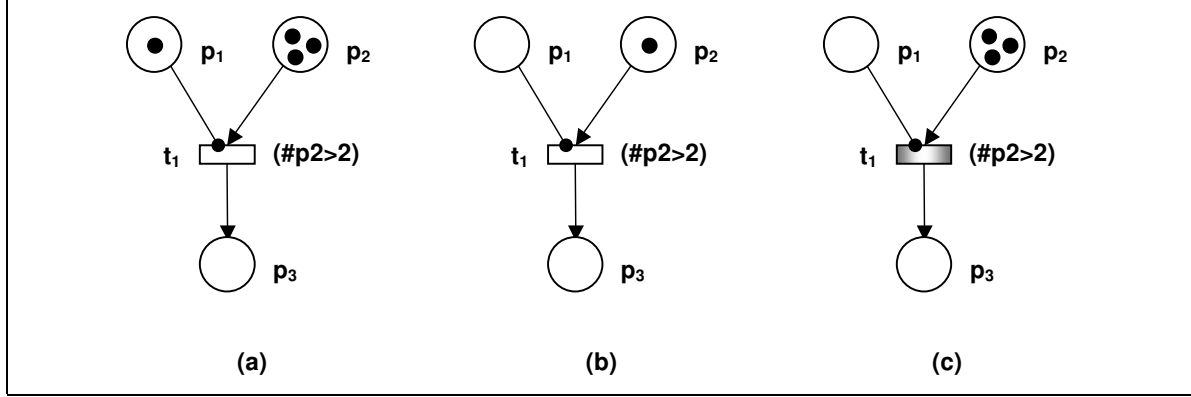 p₁ p₂ p₁ p₂ p₁ p₂
t₁ (#p2>2) t₁ (#p2>2) t₁ (#p2>2)
p₃ p₃ p₃
(a) (b) (c)